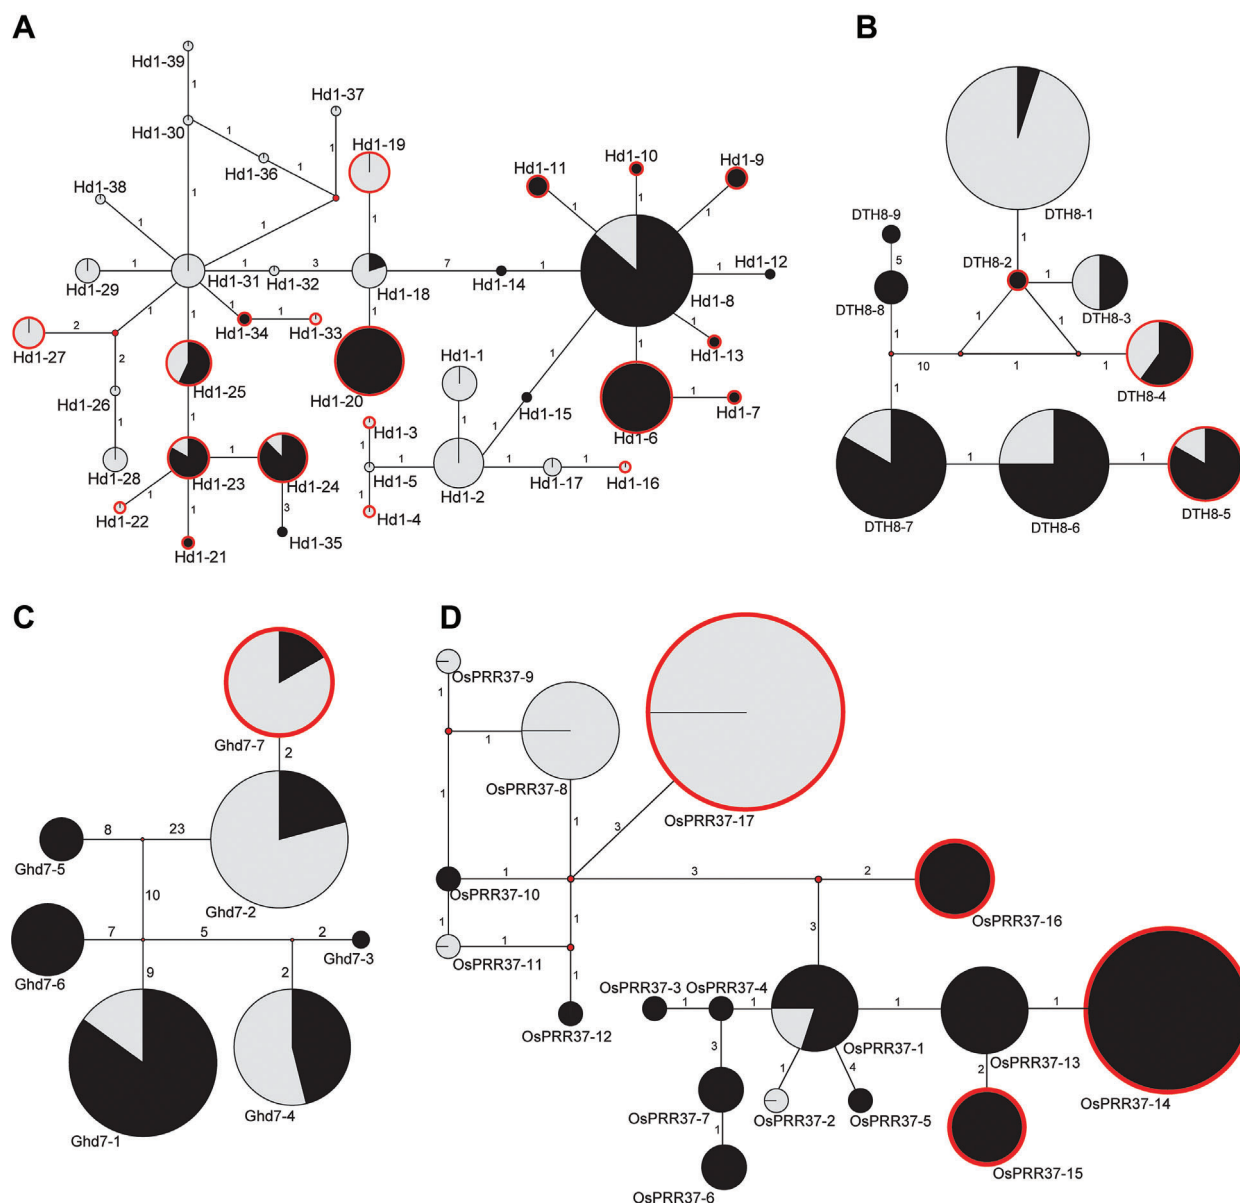 A
Hd1-39
1
Hd1-30
1
Hd1-37
Hd1-36
1
1
Hd1-38
1
1
1
Hd1-19
1
Hd1-29
1
Hd1-31
1
Hd1-32
3
Hd1-18
7
Hd1-14
1
Hd1-11
1
Hd1-10
1
Hd1-9
1
1
Hd1-12
Hd1-8
1
Hd1-13
1
1
Hd1-34
1
Hd1-33
Hd1-27
2
1
2
Hd1-26
1
Hd1-28
1
Hd1-25
1
Hd1-23
1
Hd1-24
1
Hd1-22
1
Hd1-21
3
Hd1-35
1
Hd1-20
Hd1-1
1
Hd1-3
1
Hd1-5
1
1
Hd1-4
Hd1-2
1
Hd1-17
1
Hd1-16
1
Hd1-15
1
1
Hd1-6
1
Hd1-7
B
DTH8-1
1
DTH8-9
5
DTH8-8
1
DTH8-2
1
DTH8-3
1
1
10
1
1
DTH8-4
1
DTH8-7
1
DTH8-6
1
DTH8-5
C
Ghd7-7
2
8
23
Ghd7-5
Ghd7-2
10
Ghd7-6
7
5
2
Ghd7-3
9
2
Ghd7-4
Ghd7-1
D
OsPRR37-9
1
1
OsPRR37-8
1
1
OsPRR37-17
3
1
OsPRR37-10
3
2
OsPRR37-16
1
1
1
OsPRR37-11
1
OsPRR37-12
3
OsPRR37-3
OsPRR37-4
1
1
OsPRR37-1
1
OsPRR37-13
1
OsPRR37-14
3
OsPRR37-7
1
OsPRR37-6
1
OsPRR37-2
4
OsPRR37-5
2
OsPRR37-15